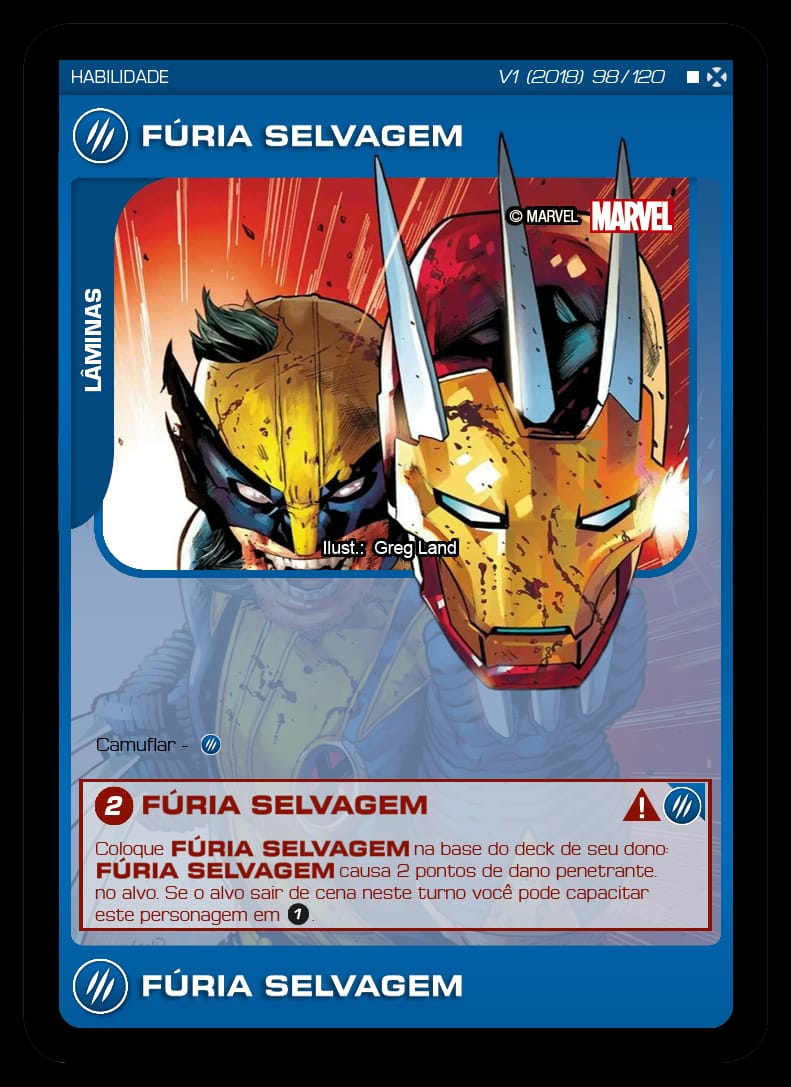 HABILIDADE
V1 (2018) 98/120
FÚRIA SELVAGEM
© MARVEL MARVEL
LÂMINAS
Ilust.: Greg Land
Camuflar -
2 FÚRIA SELVAGEM !
Coloque FÚRIA SELVAGEM na base do deck de seu dono:
FÚRIA SELVAGEM causa 2 pontos de dano penetrante.
no alvo. Se o alvo sair de cena neste turno você pode capacitar
este personagem em 1.
FÚRIA SELVAGEM